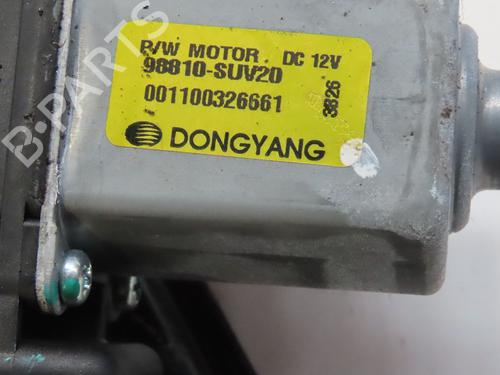 P/W MOTOR. DC 12V
98810-SUV20
001100326661
3826
DONGYANG
B-PARTS